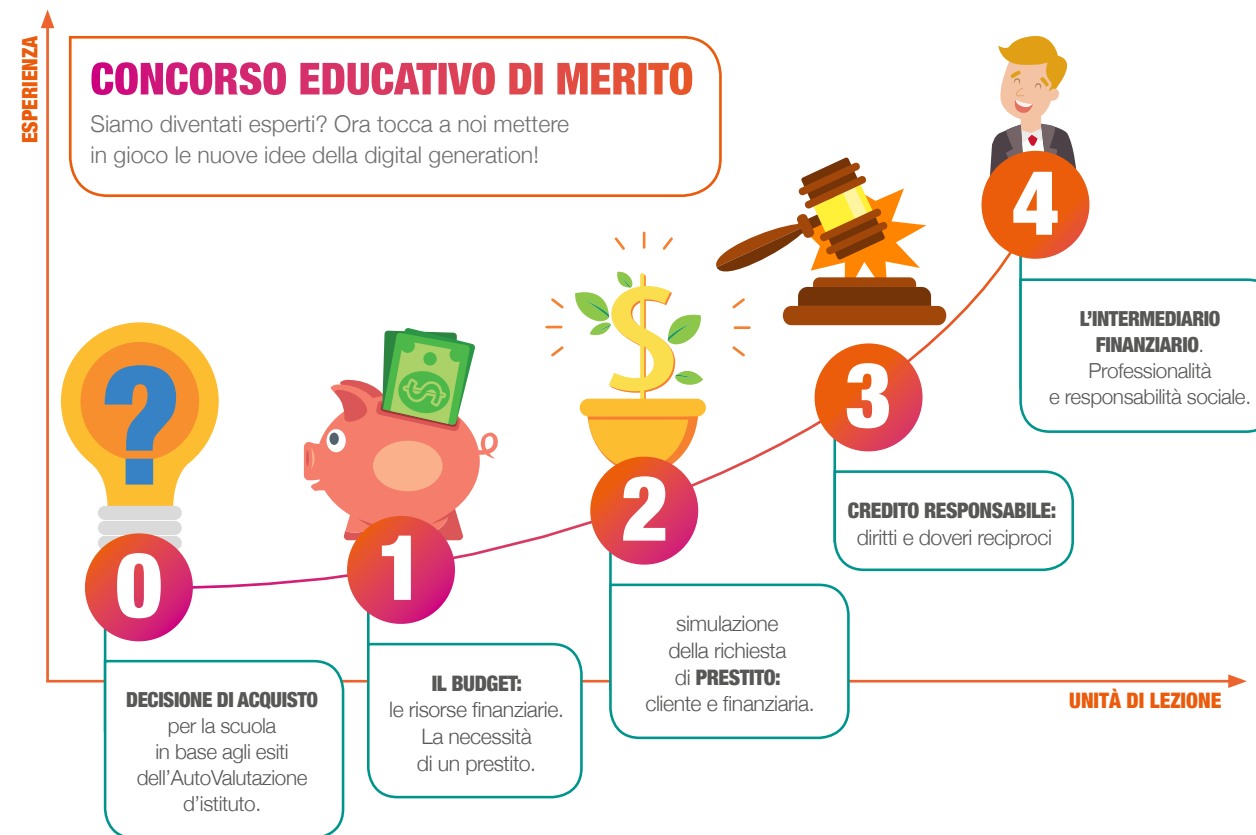 ESPERIENZA
CONCORSO EDUCATIVO DI MERITO
Siamo diventati esperti? Ora tocca a noi mettere
in gioco le nuove idee della digital generation!
?
0
DECISIONE DI ACQUISTO
per la scuola
in base agli esiti
dell'AutoValutazione
d'istituto.
1
IL BUDGET:
le risorse finanziarie.
La necessità
di un prestito.
$
2
simulazione
della richiesta
di PRESTITO:
cliente e finanziaria.
3
CREDITO RESPONSABILE:
diritti e doveri reciproci
4
L'INTERMEDIARIO
FINANZIARIO.
Professionalità
e responsabilità sociale.
UNITÀ DI LEZIONE
$